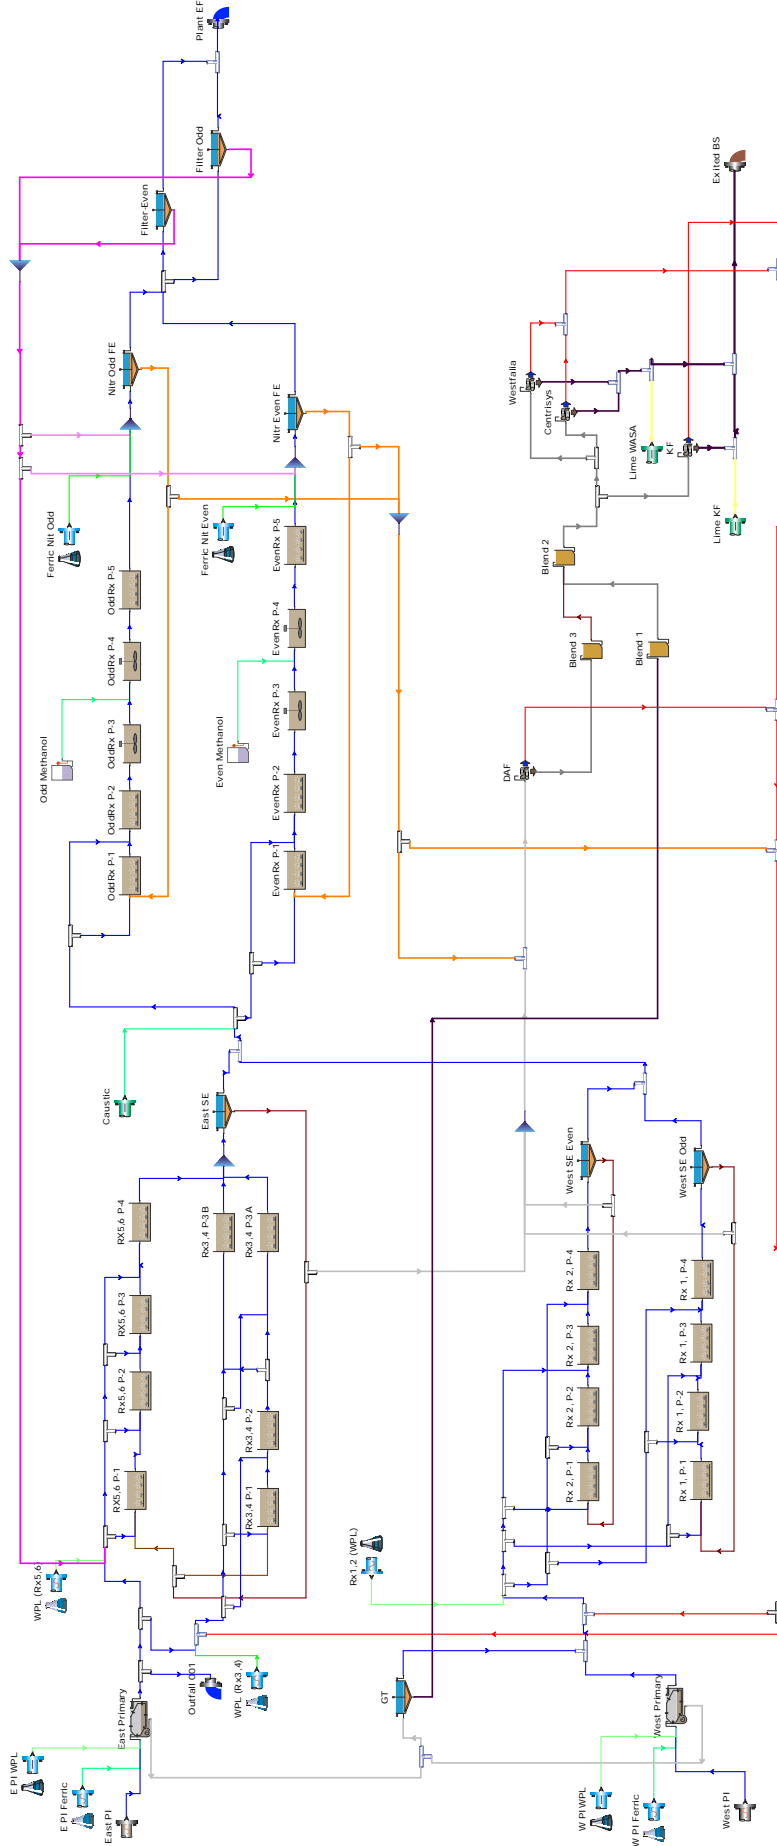 Plant EF
Filter Odd
Filter-Even
Exited BS
Nitr Odd FE
Nitr Even FE
Westfalia
Centrisys
Lime WASA
KF
Lime KF
Ferric Nit Odd
Ferric Nit Even
Blend 2
Blend 3
Blend 1
OddRx P-5
OddRx P-4
OddRx P-3
OddRx P-2
OddRx P-1
Odd Methanol
EvenRx P-5
EvenRx P-4
EvenRx P-3
EvenRx P-2
EvenRx P-1
Even Methanol
DAF
Caustic
East SE
West SE Even
West SE Odd
RX5,6 P-4
RX5,6 P-3
Rx5,6 P-2
RX5,6 P-1
Rx3,4 P-3B
Rx3,4 P-3A
Rx3,4 P-2
Rx3,4 P-1
Rx 2, P-4
Rx 2, P-3
Rx 2, P-2
Rx 2, P-1
Rx 1, P-4
Rx 1, P-3
Rx 1, P-2
Rx 1, P-1
WPL (Rx5,6)
Rx1,2 (WPL)
Outfall 001
WPL (Rx3,4)
GT
East Primary
West Primary
E PI WPL
E PI Ferric
East PI
W PI WPL
W PI Ferric
West PI